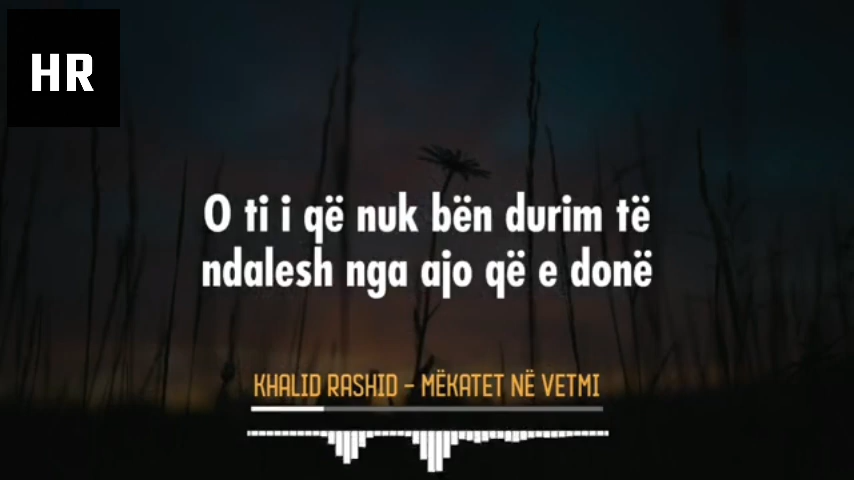 HR
O ti i që nuk bën durim të
ndalesh nga ajo që e donë
KHALID RASHID - MËKATET NË VETMI